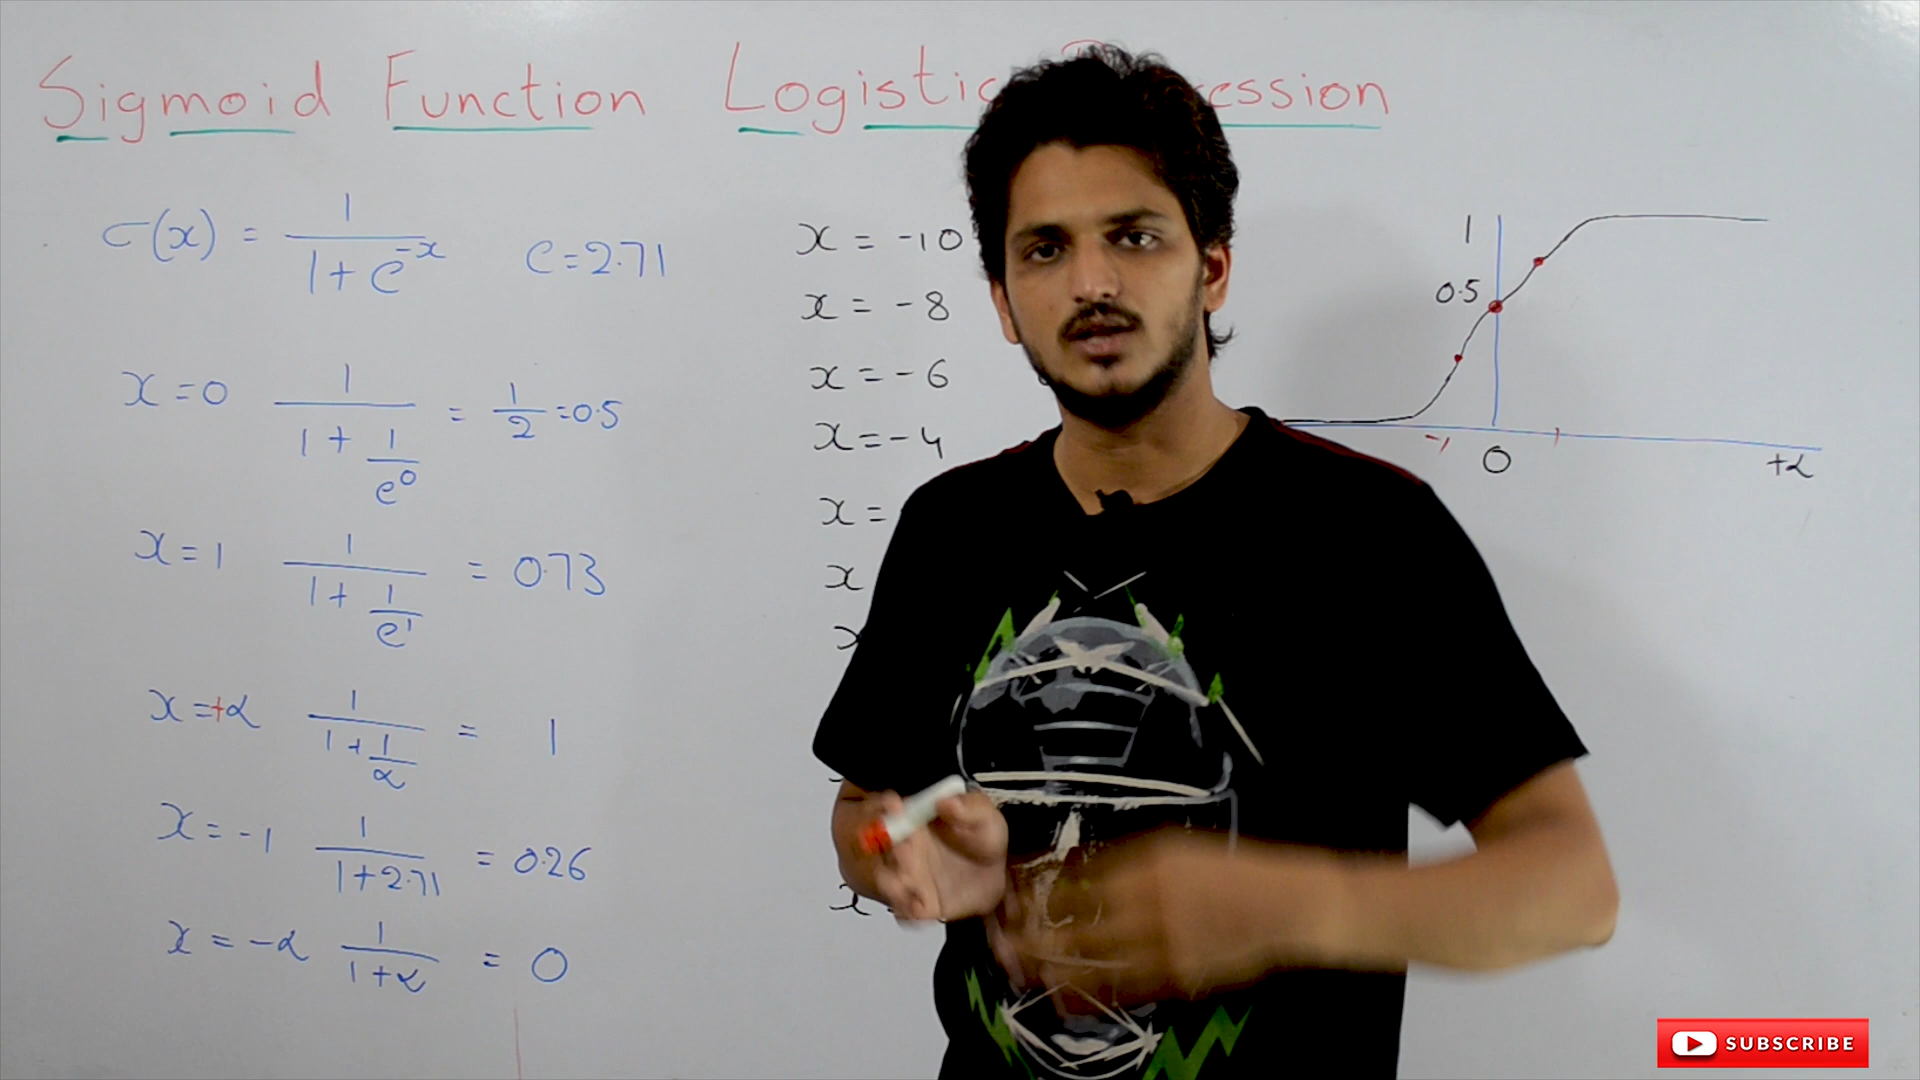 Sigmoid Function Logistic
ession
σ(x) = 1 / (1 + e^-x)   e = 2.71
x = 0   1 / (1 + 1/e^0) = 1/2 = 0.5
x = 1   1 / (1 + 1/e^1) = 0.73
x = +α   1 / (1 + 1/α) = 1
x = -1   1 / (1 + 2.71) = 0.26
x = -α   1 / (1 + α) = 0
x = -10
x = -8
x = -6
x = -4
x =
x
x
1
0.5
-1
0
+α
SUBSCRIBE